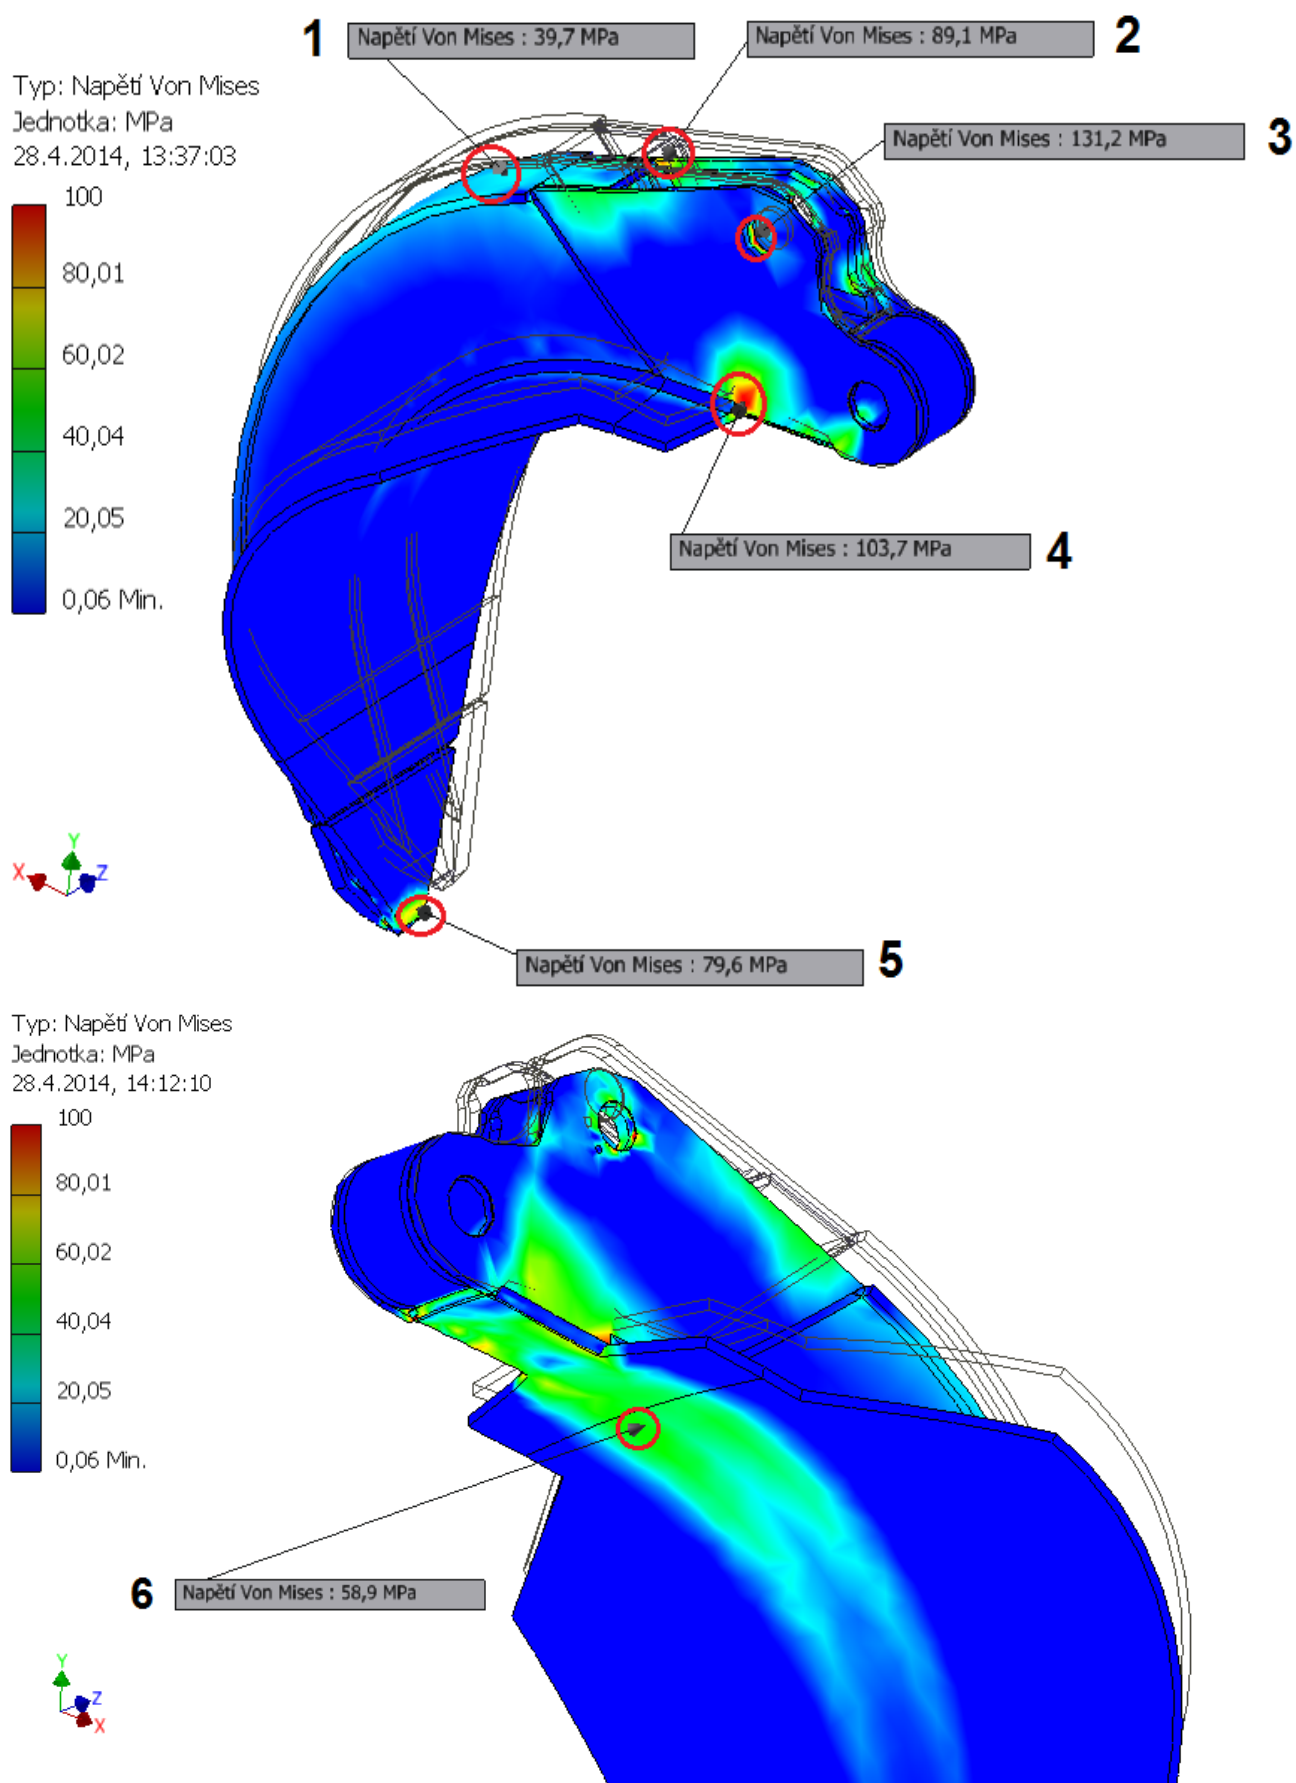 1
Napětí Von Mises : 39,7 MPa
Napětí Von Mises : 89,1 MPa
2
Typ: Napětí Von Mises
Jednotka: MPa
28.4.2014, 13:37:03
Napětí Von Mises : 131,2 MPa
3
100
80,01
60,02
40,04
20,05
0,06 Min.
Napětí Von Mises : 103,7 MPa
4
Y
X
Z
Napětí Von Mises : 79,6 MPa
5
Typ: Napětí Von Mises
Jednotka: MPa
28.4.2014, 14:12:10
100
80,01
60,02
40,04
20,05
0,06 Min.
6
Napětí Von Mises : 58,9 MPa
Y
Z
X